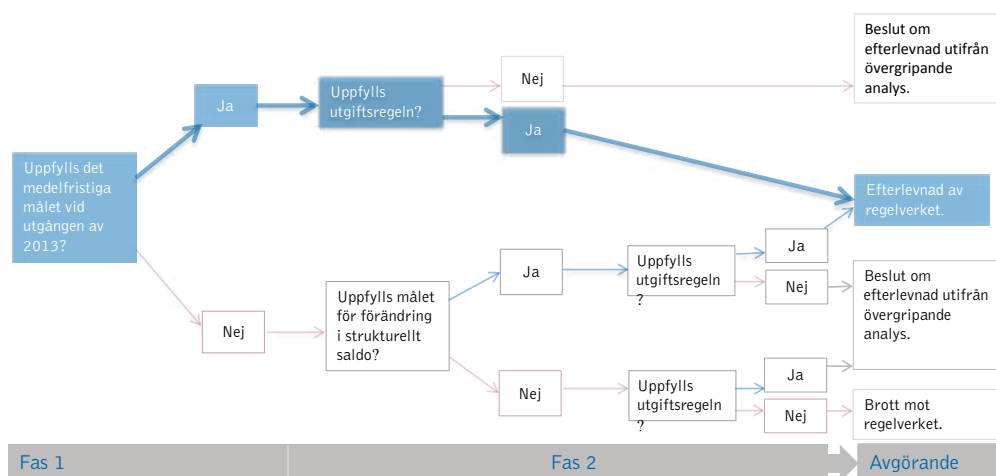 Beslut om
efterlevnad utifrån
övergripande
analys.
Nej
Ja
Uppfylls
utgiftsregeln?
Ja
Uppfylls det
medelfristiga
målet vid
utgången av
2013?
Efterlevnad av
regelverket.
Ja
Uppfylls
utgiftsregeln
?
Ja
Nej
Beslut om
efterlevnad utifrån
övergripande
analys.
Uppfylls målet
för förändring
i strukturellt
saldo?
Nej
Ja
Uppfylls
utgiftsregeln
?
Nej
Nej
Brott mot
regelverket.
Fas 1
Fas 2
Avgörande